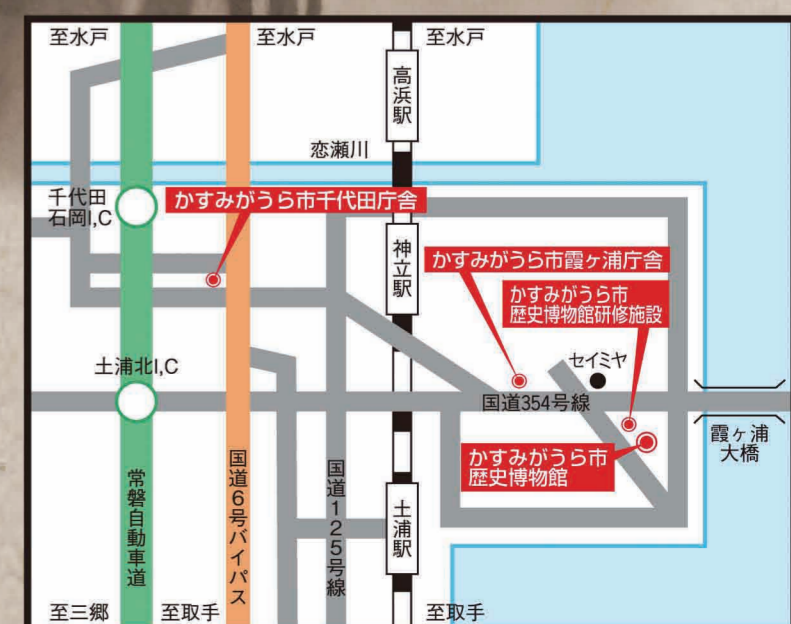 至水戸
至水戸
至水戸
高浜駅
恋瀬川
千代田
石岡I,C
かすみがうら市千代田庁舎
神立駅
かすみがうら市霞ヶ浦庁舎
かすみがうら市
歴史博物館研修施設
土浦北I,C
セイミヤ
国道354号線
霞ヶ浦
大橋
かすみがうら市
歴史博物館
常磐自動車道
国道6号バイパス
国道125号線
土浦駅
至三郷
至取手
至取手